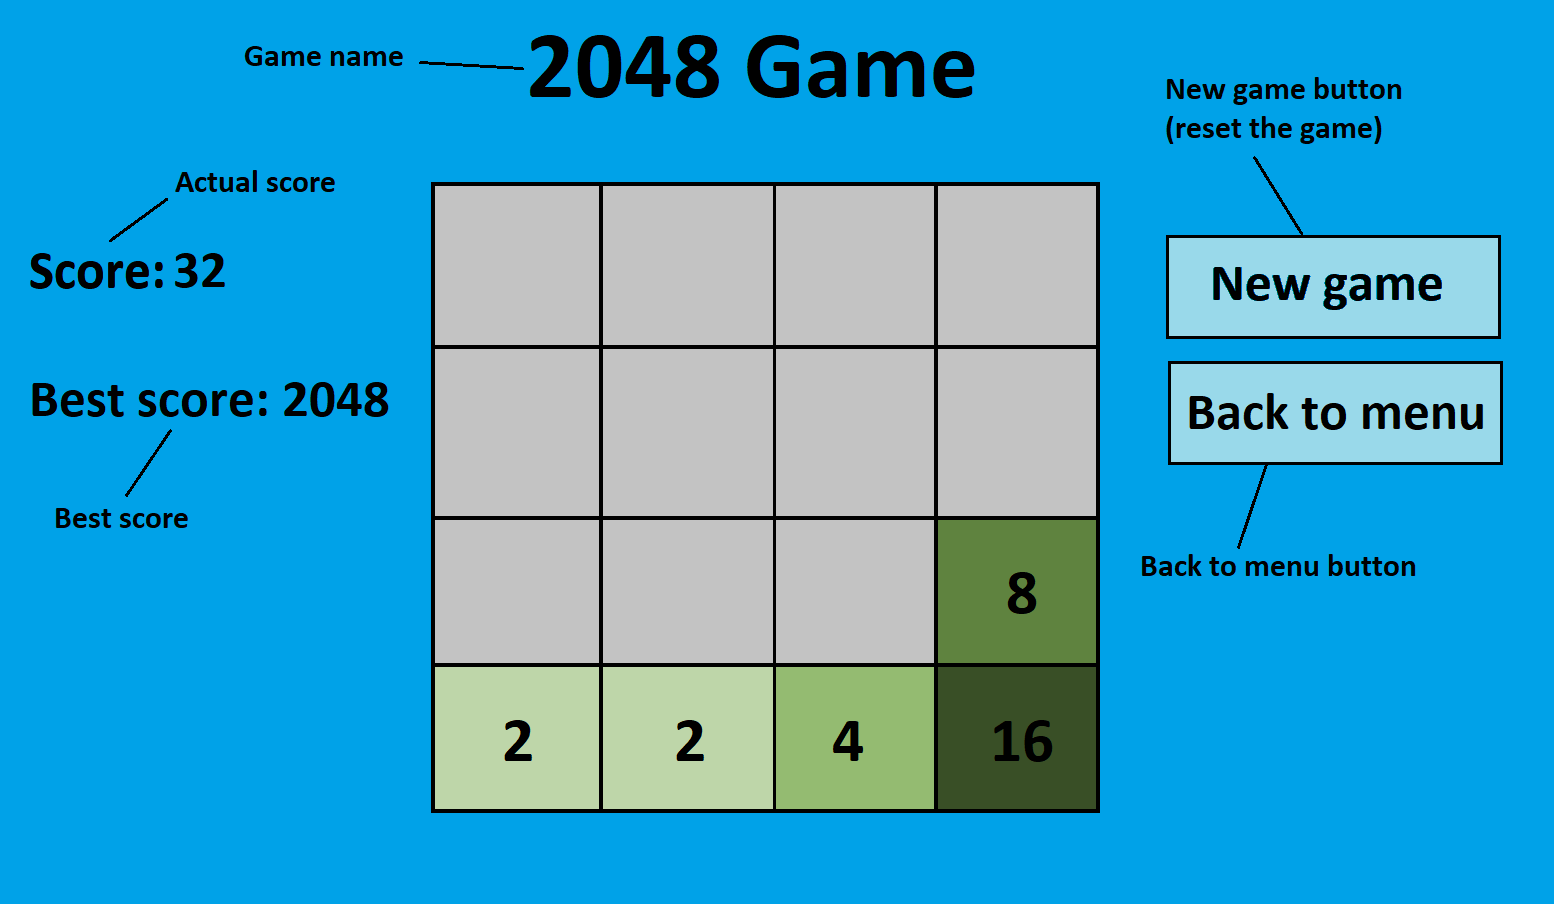 Game name
2048 Game
New game button
(reset the game)
Actual score
Score: 32
New game
Best score: 2048
Back to menu
Best score
Back to menu button
8
2 2 4 16